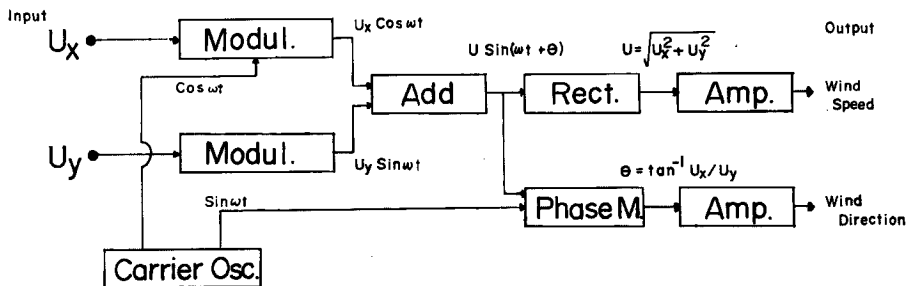 Input
Ux
Modul.
Ux Cos ωt
Cos ωt
Uy
Modul.
Uy Sin ωt
Sin ωt
Carrier Osc.
Add
U Sin(ωt + θ)
Rect.
U = √Ux² + Uy²
Amp.
Output
Wind
Speed
Phase M.
θ = tan⁻¹ Ux / Uy
Amp.
Wind
Direction